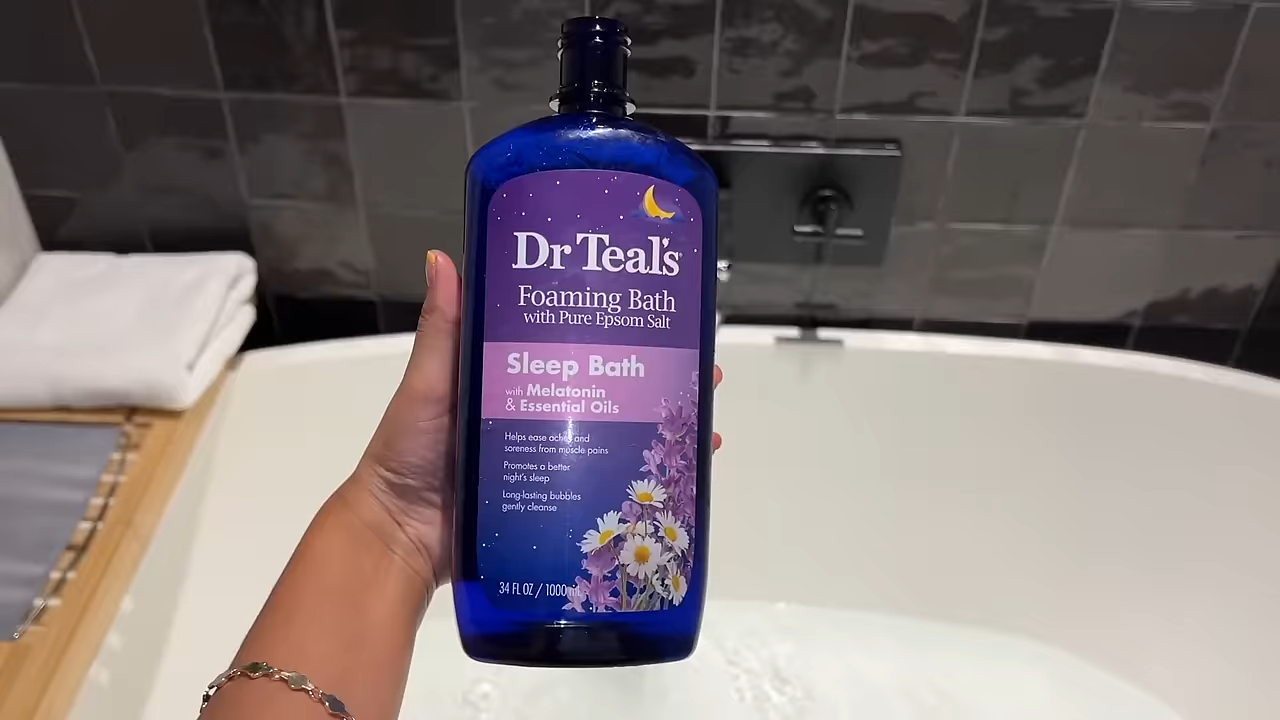 Dr Teal's
Foaming Bath
with Pure Epsom Salt
Sleep Bath
with Melatonin
& Essential Oils
Helps ease aches and
soreness from muscle pains
Promotes a better
night's sleep
Long-lasting bubbles
gently cleanse
34 FL OZ / 1000 mL